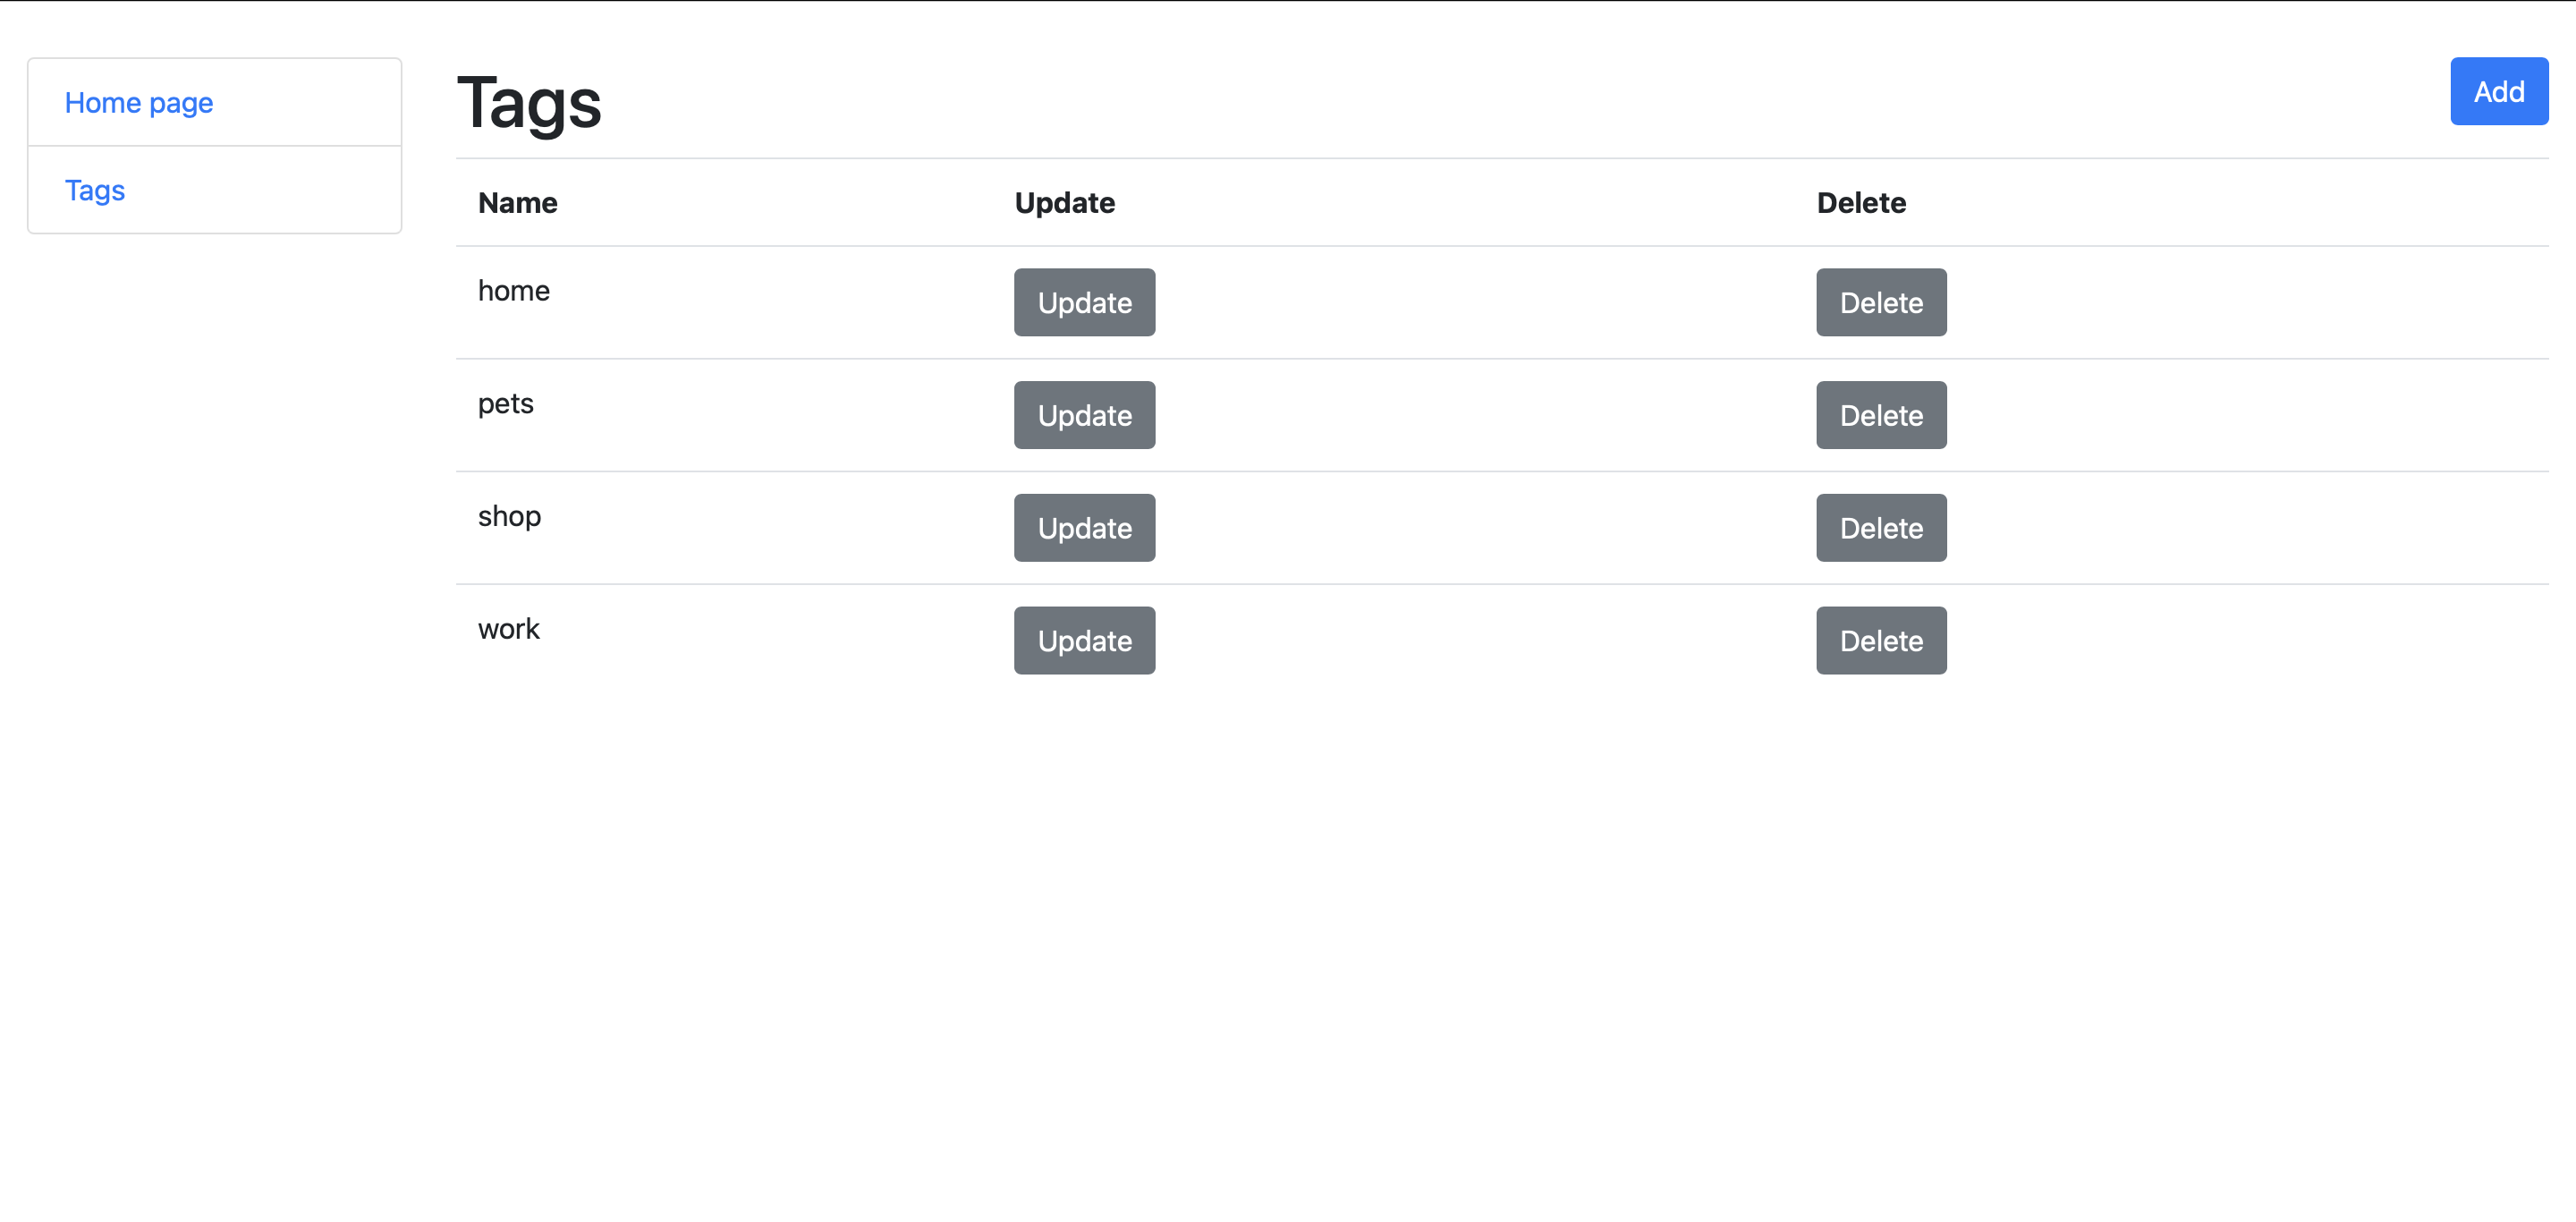 Home page
Tags
Tags
Add
Name Update Delete
home Update Delete
pets Update Delete
shop Update Delete
work Update Delete